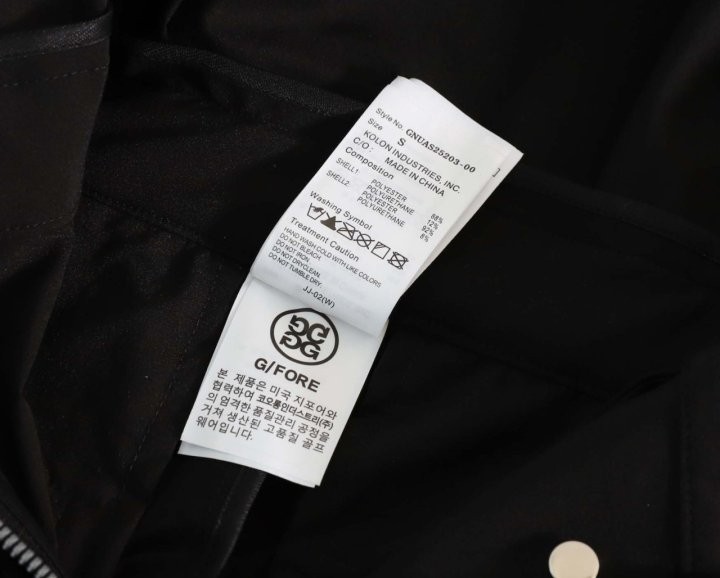 Style No. GNUAS25203-00
Size S
KOLON INDUSTRIES, INC.
C/O: MADE IN CHINA
Composition
SHELL1: POLYESTER 88%
POLYURETHANE 12%
SHELL2: POLYESTER 92%
POLYURETHANE 8%
Washing Symbol
Treatment Caution
HAND WASH COLD WITH LIKE COLORS
DO NOT BLEACH
DO NOT IRON
DO NOT DRYCLEAN
DO NOT TUMBLE DRY
JJ-02(W)
GG
GG
G/FORE
본 제품은 미국 지포어와
협력하여 코오롱인더스트리(주)
의 엄격한 품질관리 공정을
거쳐 생산된 고품질 골프
웨어입니다.